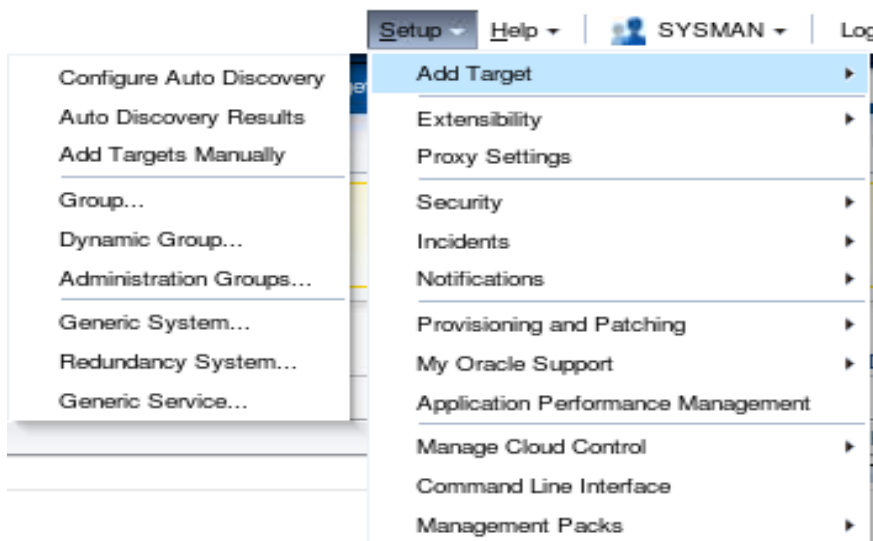 Setup Help SYSMAN Log
Add Target
Extensibility
Proxy Settings
Security
Incidents
Notifications
Provisioning and Patching
My Oracle Support
Application Performance Management
Manage Cloud Control
Command Line Interface
Management Packs
Configure Auto Discovery
Auto Discovery Results
Add Targets Manually
Group...
Dynamic Group...
Administration Groups...
Generic System...
Redundancy System...
Generic Service...